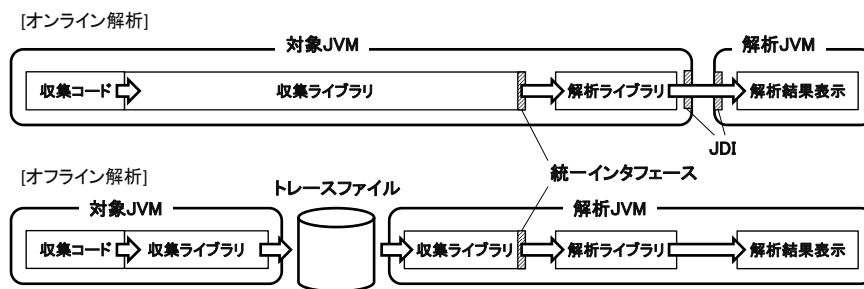 [オンライン解析]
対象JVM
解析JVM
収集コード
収集ライブラリ
解析ライブラリ
解析結果表示
JDI
統一インタフェース
[オフライン解析]
トレースファイル
対象JVM
解析JVM
収集コード
収集ライブラリ
収集ライブラリ
解析ライブラリ
解析結果表示